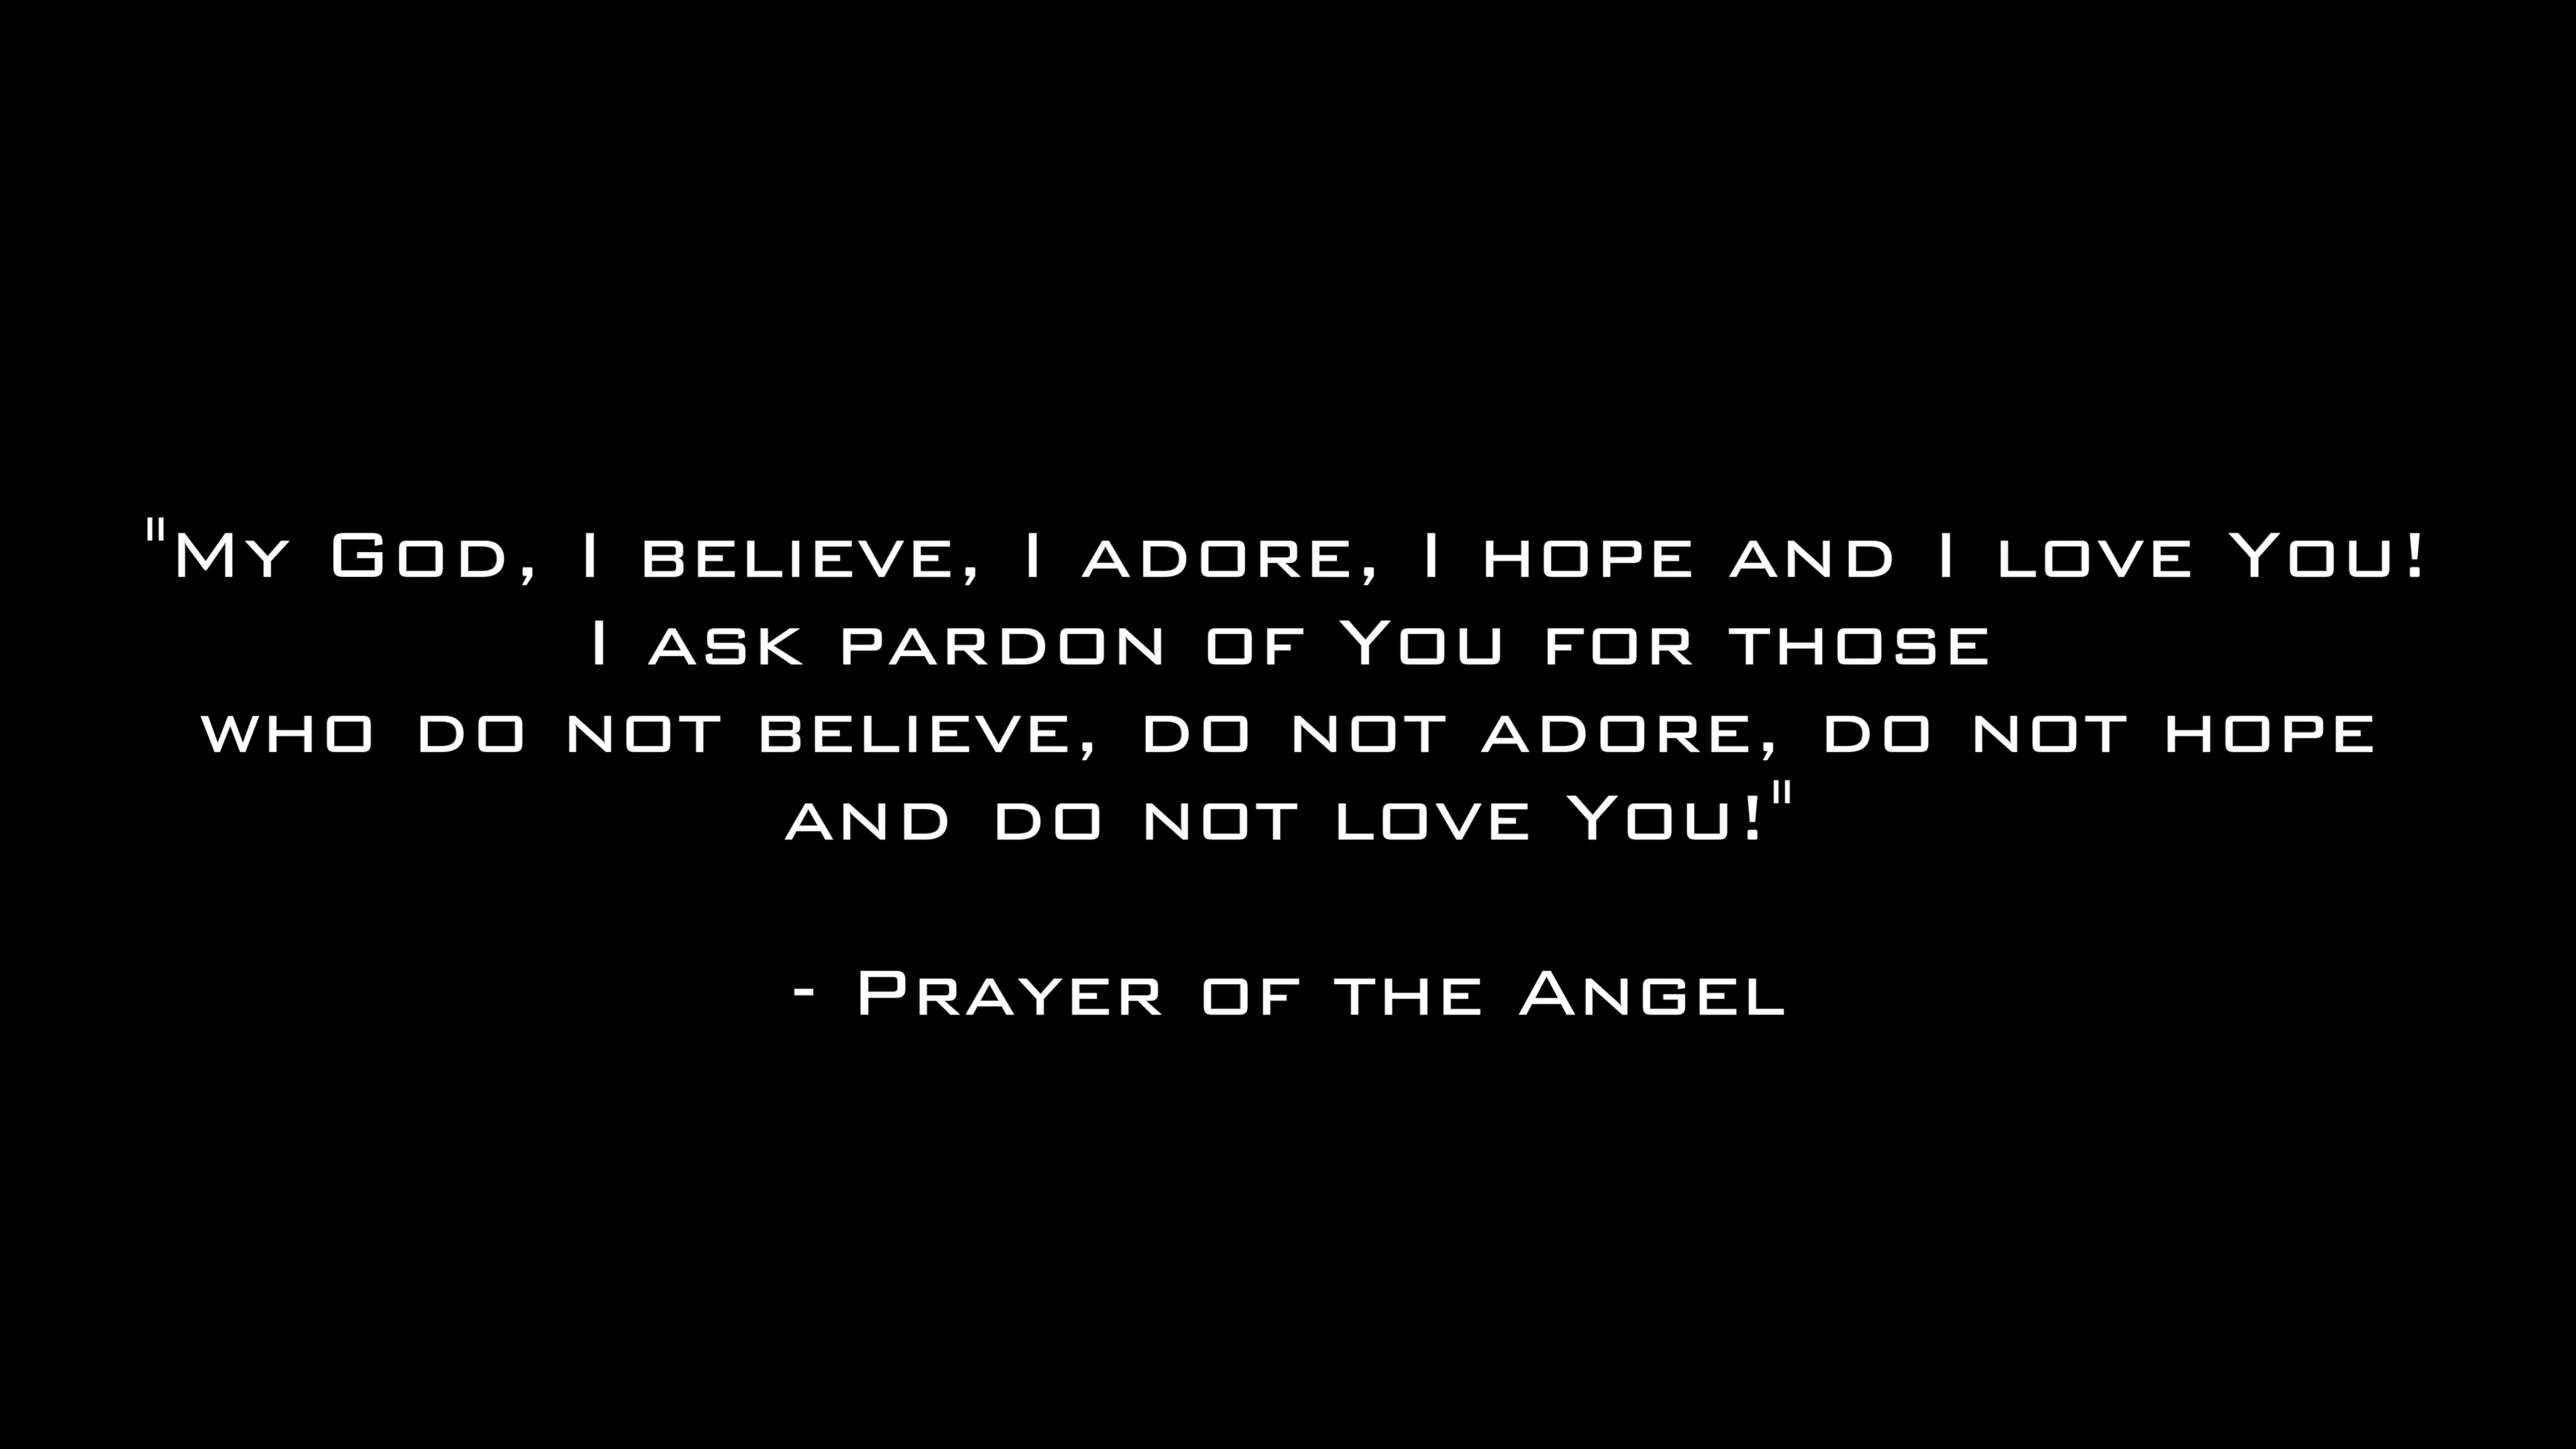 "My God, I believe, I adore, I hope and I love You!
I ask pardon of You for those
who do not believe, do not adore, do not hope
and do not love You!"
- Prayer of the Angel